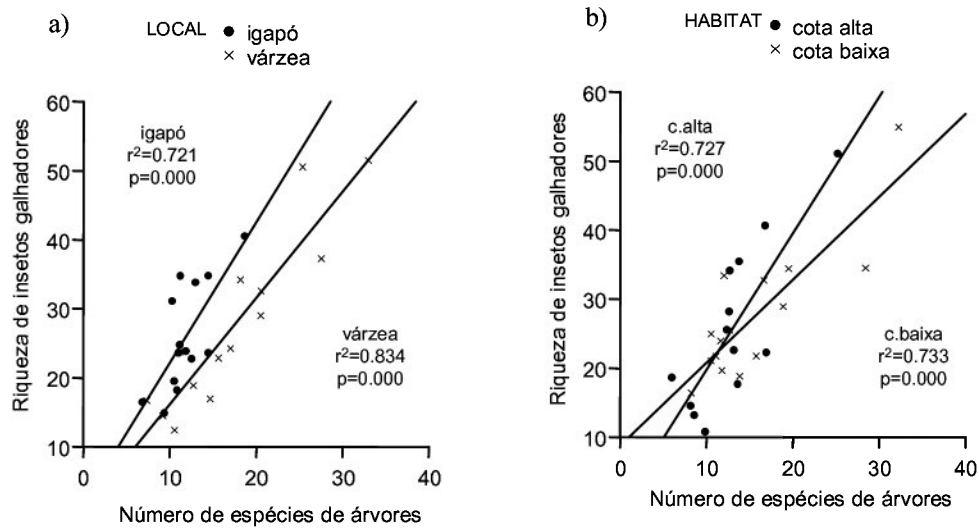 a)
LOCAL ● igapó
× várzea
Riqueza de insetos galhadores
60
50
40
30
20
10
igapó
r²=0.721
p=0.000
várzea
r²=0.834
p=0.000
0 10 20 30 40
Número de espécies de árvores
b)
HABITAT ● cota alta
× cota baixa
Riqueza de insetos galhadores
60
50
40
30
20
10
c.alta
r²=0.727
p=0.000
c.baixa
r²=0.733
p=0.000
0 10 20 30 40
Número de espécies de árvores